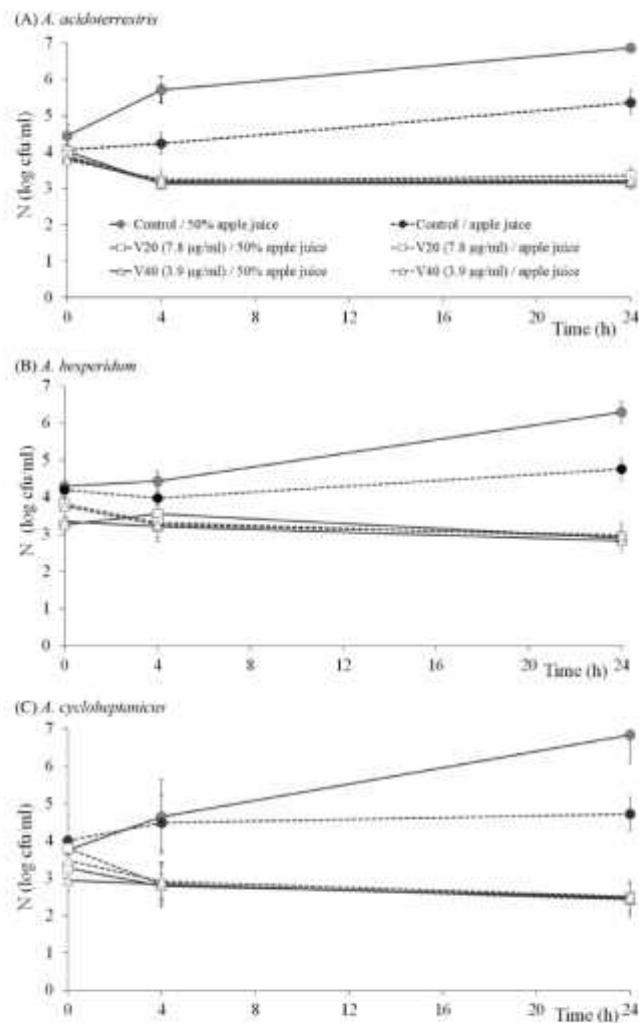 (A) A. acidoterrestris
7
6
5
4
3
2
1
0
N (log cfu/ml)
Control / 50% apple juice
Control / apple juice
V20 (7.8 µg/ml) / 50% apple juice
V20 (7.8 µg/ml) / apple juice
V40 (3.9 µg/ml) / 50% apple juice
V40 (3.9 µg/ml) / apple juice
0 4 8 12 16 20 24
Time (h)
(B) A. hesperidum
7
6
5
4
3
2
1
0
N (log cfu/ml)
0 4 8 12 16 20 24
Time (h)
(C) A. cycloheptanicus
7
6
5
4
3
2
1
0
N (log cfu/ml)
0 4 8 12 16 20 24
Time (h)